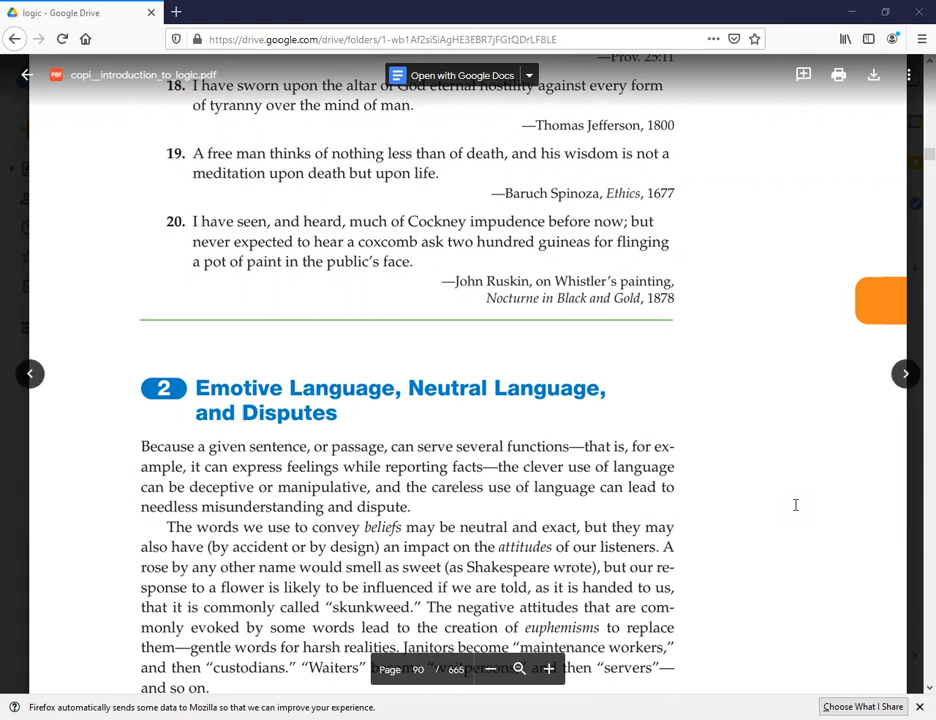 logic - Google Drive
https://drive.google.com/drive/folders/1-wb1Af2siSiAgHE3EBR7jFGtQDrLF8LE
—Prov. 25:11
copi__introduction_to_logic.pdf
Open with Google Docs
18. I have sworn upon the altar of God eternal hostility against every form
of tyranny over the mind of man.
—Thomas Jefferson, 1800
19. A free man thinks of nothing less than of death, and his wisdom is not a
meditation upon death but upon life.
—Baruch Spinoza, Ethics, 1677
20. I have seen, and heard, much of Cockney impudence before now; but
never expected to hear a coxcomb ask two hundred guineas for flinging
a pot of paint in the public's face.
—John Ruskin, on Whistler's painting,
Nocturne in Black and Gold, 1878
2 Emotive Language, Neutral Language,
and Disputes
Because a given sentence, or passage, can serve several functions—that is, for ex-
ample, it can express feelings while reporting facts—the clever use of language
can be deceptive or manipulative, and the careless use of language can lead to
needless misunderstanding and dispute.
The words we use to convey beliefs may be neutral and exact, but they may
also have (by accident or by design) an impact on the attitudes of our listeners. A
rose by any other name would smell as sweet (as Shakespeare wrote), but our re-
sponse to a flower is likely to be influenced if we are told, as it is handed to us,
that it is commonly called “skunkweed.” The negative attitudes that are com-
monly evoked by some words lead to the creation of euphemisms to replace
them—gentle words for harsh realities. Janitors become “maintenance workers,”
and then “custodians.” “Waiters” become “waitpersons,” and then “servers”—
and so on.
Page 90 / 665
Firefox automatically sends some data to Mozilla so that we can improve your experience.
Choose What I Share